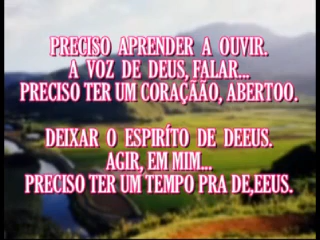 PRECISO APRENDER A OUVIR.
A VOZ DE DEUS, FALAR...
PRECISO TER UM CORAÇÃÃO, ABERTOO.
DEIXAR O ESPIRÍTO DE DEEUS.
AGIR, EM MIM...
PRECISO TER UM TEMPO PRA DE,EEUS.